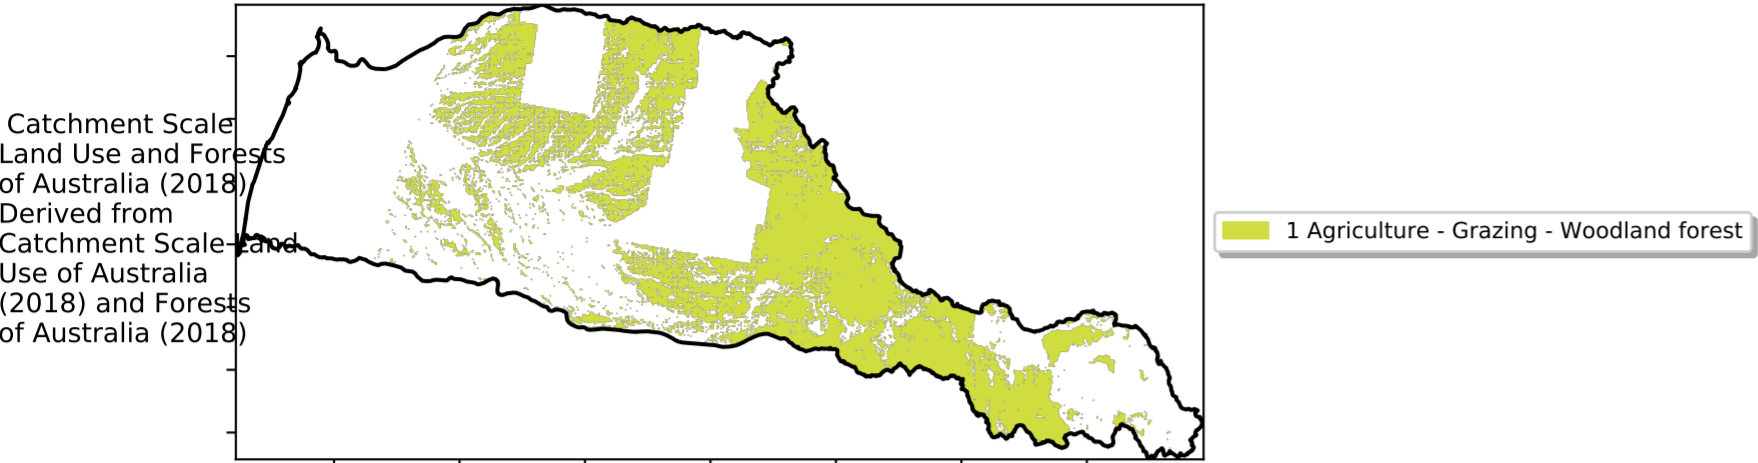 Catchment Scale
Land Use and Forests
of Australia (2018)
Derived from
Catchment Scale Land
Use of Australia
(2018) and Forests
of Australia (2018)
1 Agriculture - Grazing - Woodland forest